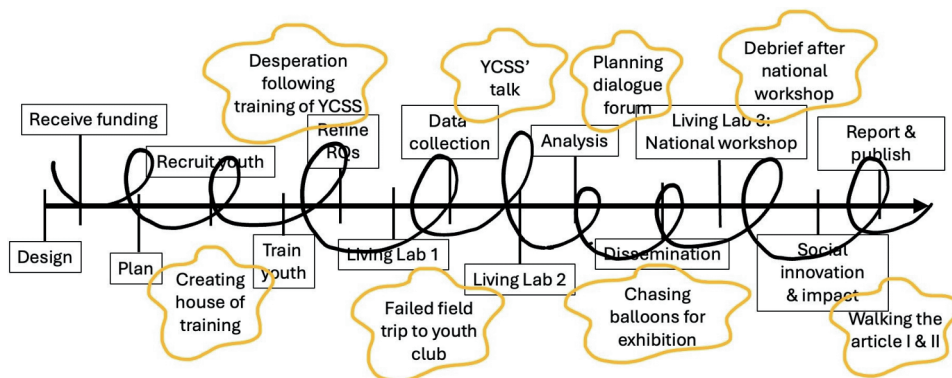 Desperation
following
training of YCSS
YCSS’
talk
Planning
dialogue
forum
Debrief after
national
workshop
Receive funding
Recruit youth
Refine
RQs
Data
collection
Analysis
Living Lab 3:
National workshop
Report &
publish
Design
Plan
Train
youth
Living Lab 1
Living Lab 2
Dissemination
Social
innovation
& impact
Creating
house of
training
Failed field
trip to youth
club
Chasing
balloons for
exhibition
Walking the
article I & II